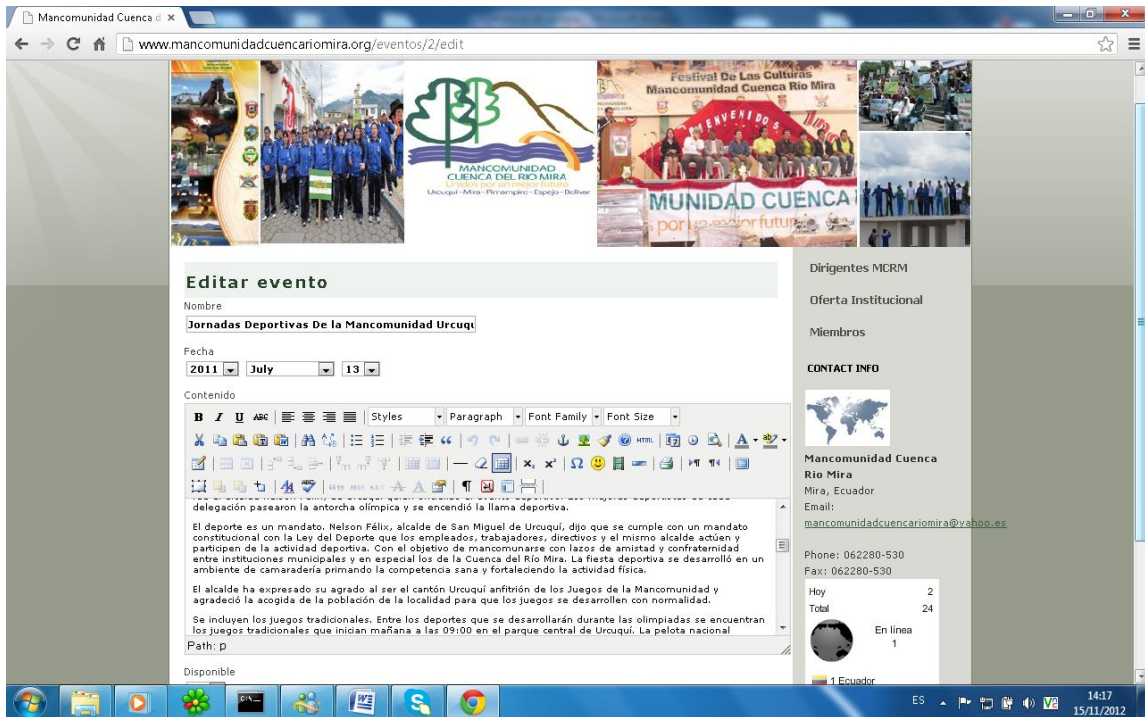 Mancomunidad Cuenca d
www.mancomunidadcuencariomira.org/eventos/2/edit
MANCOMUNIDAD
CUENCA DEL RIO MIRA
Unidos por un mejor futuro
Urcuquí - Mira - Pimampiro - Espejo - Bolívar
Festival De Las Culturas
Mancomunidad Cuenca Rio Mira
BIENVENIDOS
MUNIDAD CUENCA
por un mejor futuro
Editar evento
Nombre
Jornadas Deportivas De la Mancomunidad Urcuqu
Fecha
2011 July 13
Contenido
B I U ABC Styles Paragraph Font Family Font Size
HTML
Path: p
delegación pasearon la antorcha olímpica y se encendió la llama deportiva.
El deporte es un mandato. Nelson Félix, alcalde de San Miguel de Urcuquí, dijo que se cumple con un mandato
constitucional con la Ley del Deporte que los empleados, trabajadores, directivos y el mismo alcalde actúen y
participen de la actividad deportiva. Con el objetivo de mancomunarse con lazos de amistad y confraternidad
entre instituciones municipales y en especial los de la Cuenca del Río Mira. La fiesta deportiva se desarrolló en un
ambiente de camaradería primando la competencia sana y fortaleciendo la actividad física.
El alcalde ha expresado su agrado al ser el cantón Urcuquí anfitrión de los Juegos de la Mancomunidad y
agradeció la acogida de la población de la localidad para que los juegos se desarrollen con normalidad.
Se incluyen los juegos tradicionales. Entre los deportes que se desarrollarán durante las olimpiadas se encuentran
los juegos tradicionales que inician mañana a las 09:00 en el parque central de Urcuquí. La pelota nacional
Disponible
Dirigentes MCRM
Oferta Institucional
Miembros
CONTACT INFO
Mancomunidad Cuenca
Rio Mira
Mira, Ecuador
Email:
mancomunidadcuencariomira@yahoo.es
Phone: 062280-530
Fax: 062280-530
Hoy 2
Total 24
En línea
1
1 Ecuador
ES
14:17
15/11/2012